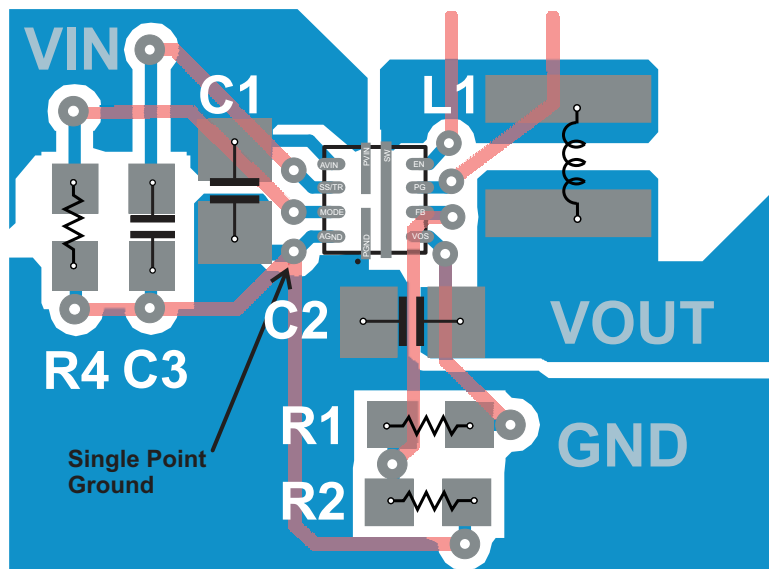 VIN
C1
L1
AVIN
PVIN
SW
EN
SS/TR
PG
MODE
FB
AGND
PGND
VOS
C2
VOUT
R4 C3
R1
GND
Single Point
Ground
R2